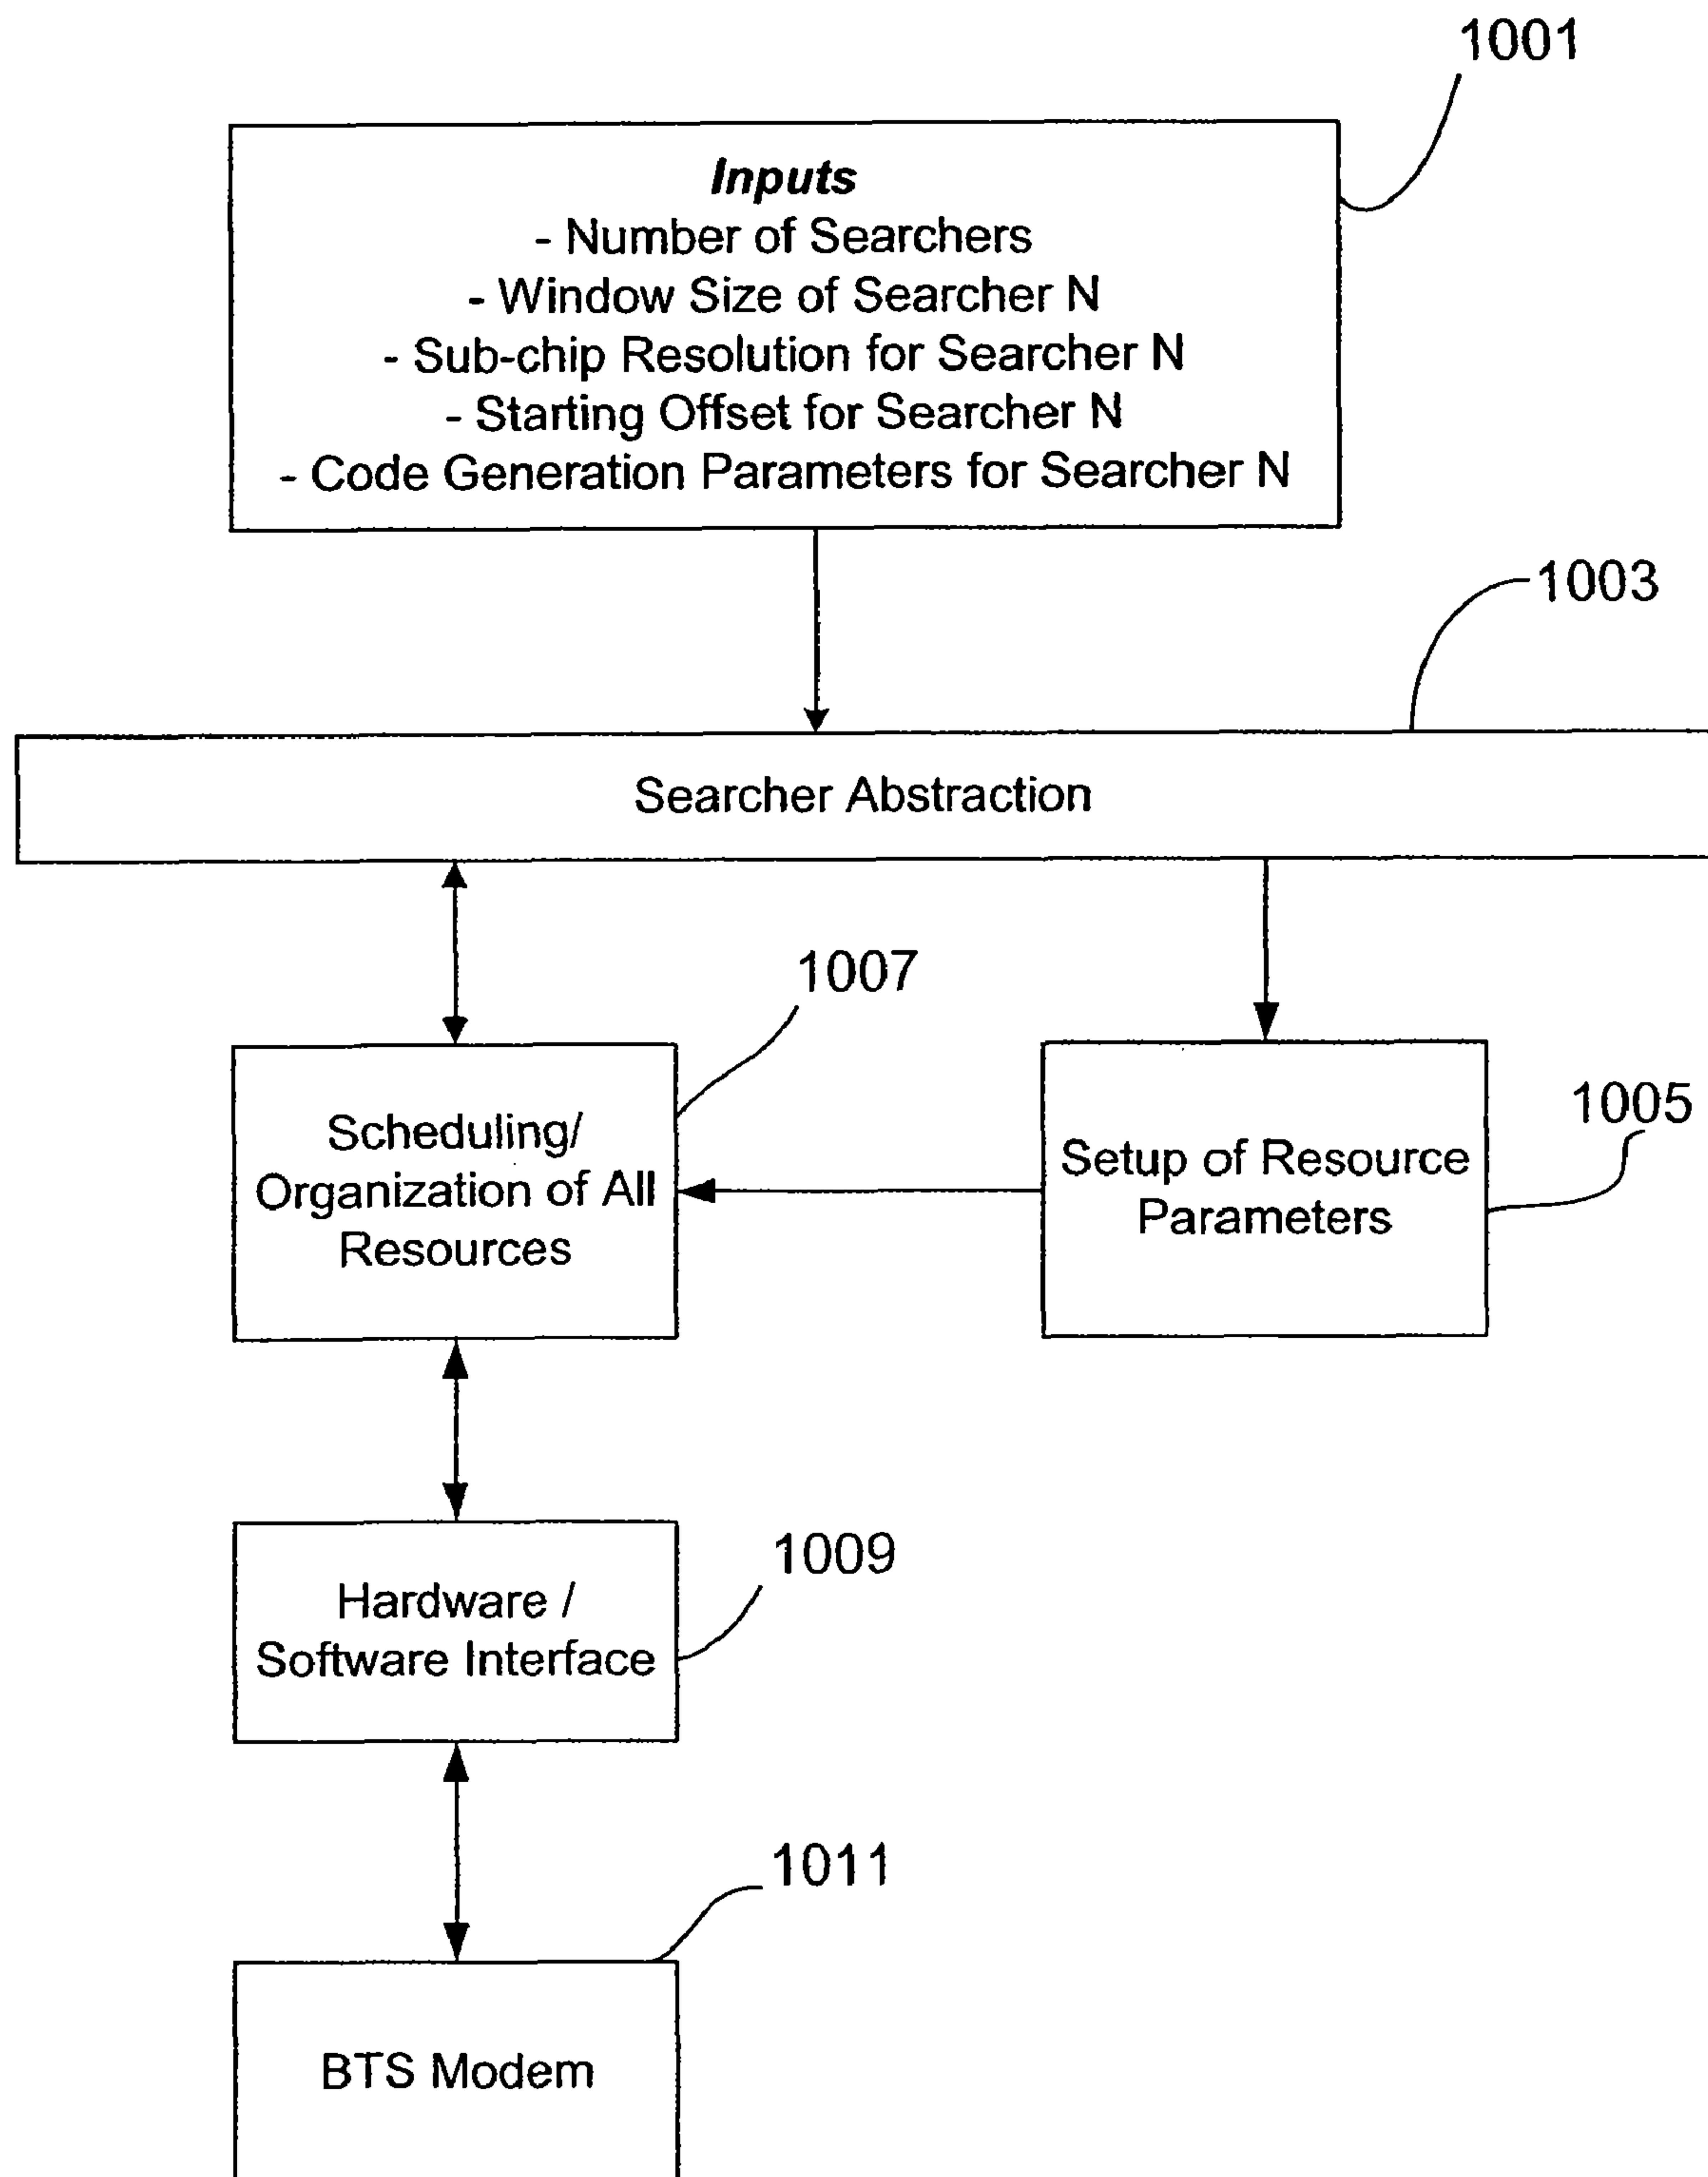 1001
Inputs
- Number of Searchers
- Window Size of Searcher N
- Sub-chip Resolution for Searcher N
- Starting Offset for Searcher N
- Code Generation Parameters for Searcher N
1003
Searcher Abstraction
1007
Scheduling/
Organization of All
Resources
1005
Setup of Resource
Parameters
1009
Hardware /
Software Interface
1011
BTS Modem